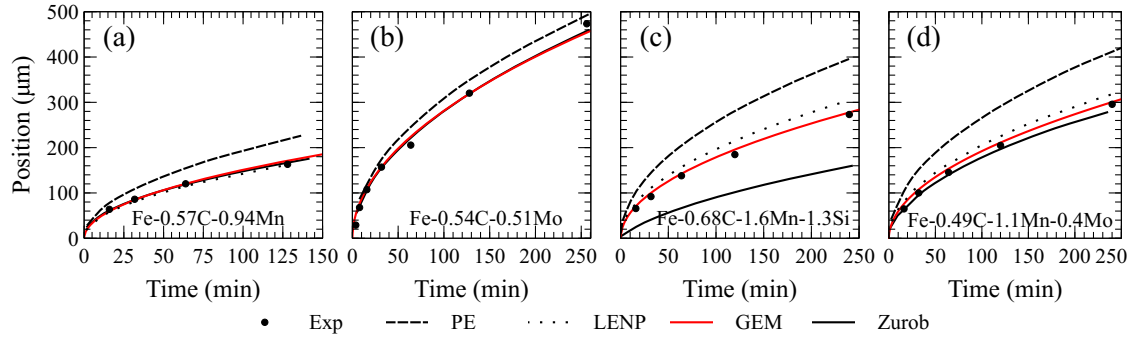 500
400
300
200
100
0
Position (µm)
(a)
(b)
(c)
(d)
Fe-0.57C-0.94Mn
Fe-0.54C-0.51Mo
Fe-0.68C-1.6Mn-1.3Si
Fe-0.49C-1.1Mn-0.4Mo
0 25 50 75 100 125 150
0 50 100 150 200 250
0 50 100 150 200 250
0 50 100 150 200 250
Time (min)
Time (min)
Time (min)
Time (min)
Exp
PE
LENP
GEM
Zurob